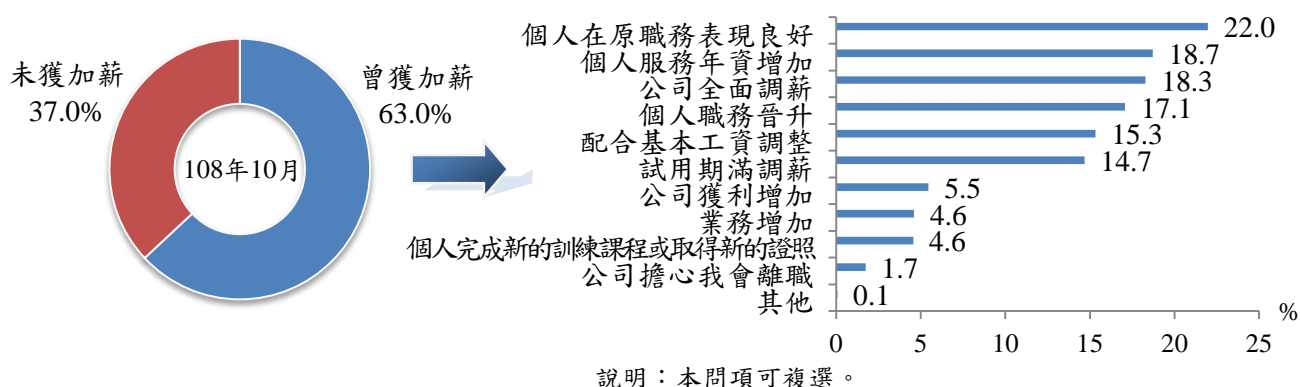 未獲加薪
37.0%
曾獲加薪
63.0%
108年10月
個人在原職務表現良好 22.0
個人服務年資增加 18.7
公司全面調薪 18.3
個人職務晉升 17.1
配合基本工資調整 15.3
試用期滿調薪 14.7
公司獲利增加 5.5
業務增加 4.6
個人完成新的訓練課程或取得新的證照 4.6
公司擔心我會離職 1.7
其他 0.1
%
0 5 10 15 20 25
說明：本問項可複選。